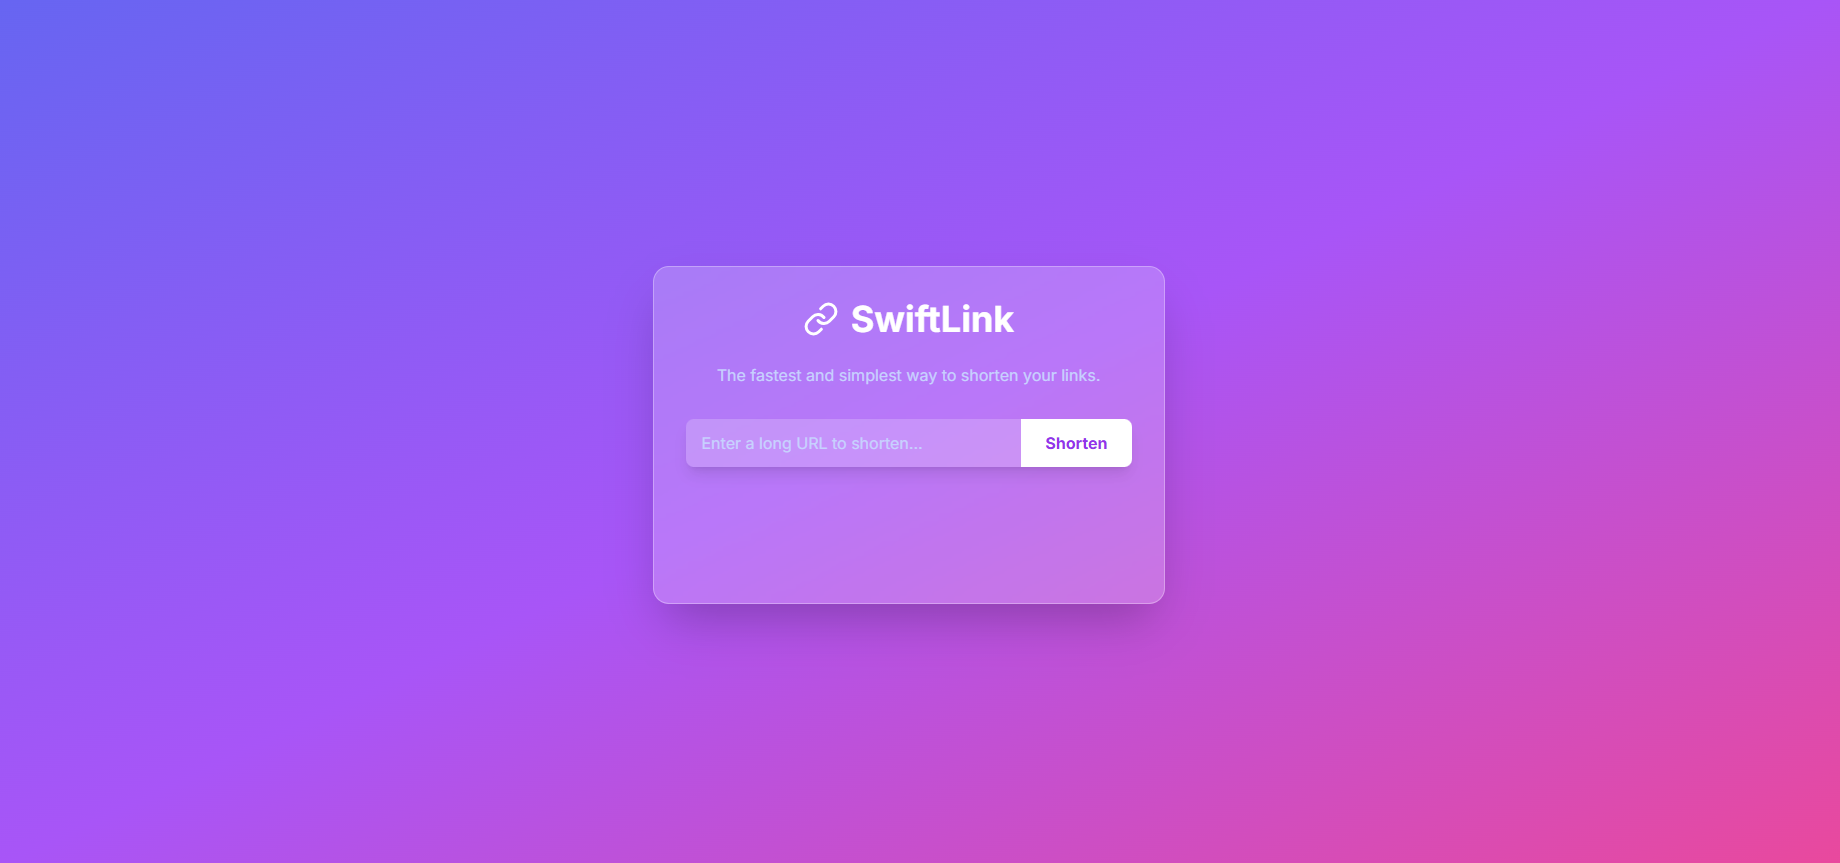 SwiftLink
The fastest and simplest way to shorten your links.
Enter a long URL to shorten...
Shorten